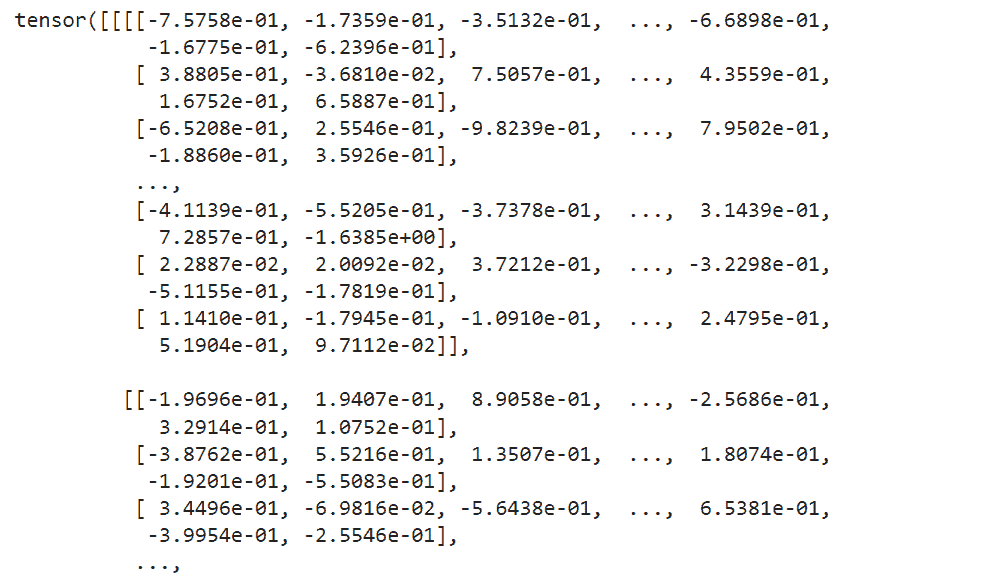 tensor([[[[-7.5758e-01, -1.7359e-01, -3.5132e-01,  ..., -6.6898e-01,
           -1.6775e-01, -6.2396e-01],
          [ 3.8805e-01, -3.6810e-02,  7.5057e-01,  ...,  4.3559e-01,
            1.6752e-01,  6.5887e-01],
          [-6.5208e-01,  2.5546e-01, -9.8239e-01,  ...,  7.9502e-01,
           -1.8860e-01,  3.5926e-01],
          ...,
          [-4.1139e-01, -5.5205e-01, -3.7378e-01,  ...,  3.1439e-01,
            7.2857e-01, -1.6385e+00],
          [ 2.2887e-02,  2.0092e-02,  3.7212e-01,  ..., -3.2298e-01,
           -5.1155e-01, -1.7819e-01],
          [ 1.1410e-01, -1.7945e-01, -1.0910e-01,  ...,  2.4795e-01,
            5.1904e-01,  9.7112e-02]],

         [[-1.9696e-01,  1.9407e-01,  8.9058e-01,  ..., -2.5686e-01,
            3.2914e-01,  1.0752e-01],
          [-3.8762e-01,  5.5216e-01,  1.3507e-01,  ...,  1.8074e-01,
           -1.9201e-01, -5.5083e-01],
          [ 3.4496e-01, -6.9816e-02, -5.6438e-01,  ...,  6.5381e-01,
           -3.9954e-01, -2.5546e-01],
          ...,